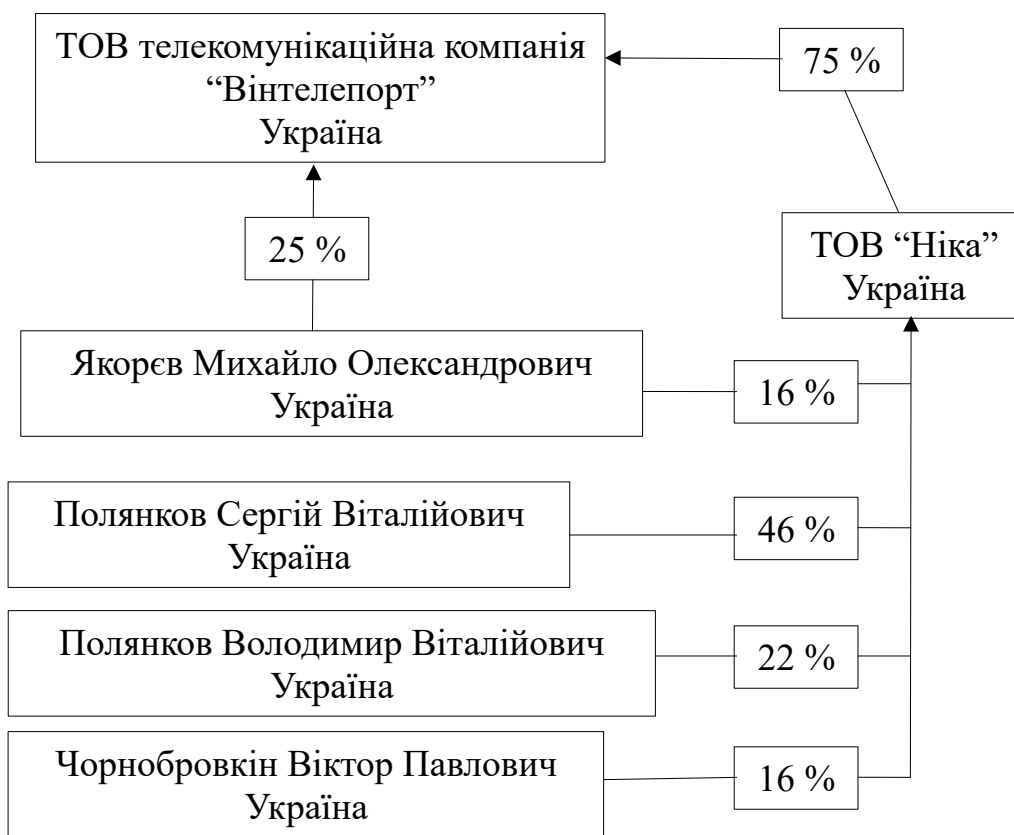 ТОВ телекомунікаційна компанія
“Вінтелепорт”
Україна
75 %
25 %
ТОВ “Ніка”
Україна
Якорєв Михайло Олександрович
Україна
16 %
Полянков Сергій Віталійович
Україна
46 %
Полянков Володимир Віталійович
Україна
22 %
Чорнобровкін Віктор Павлович
Україна
16 %